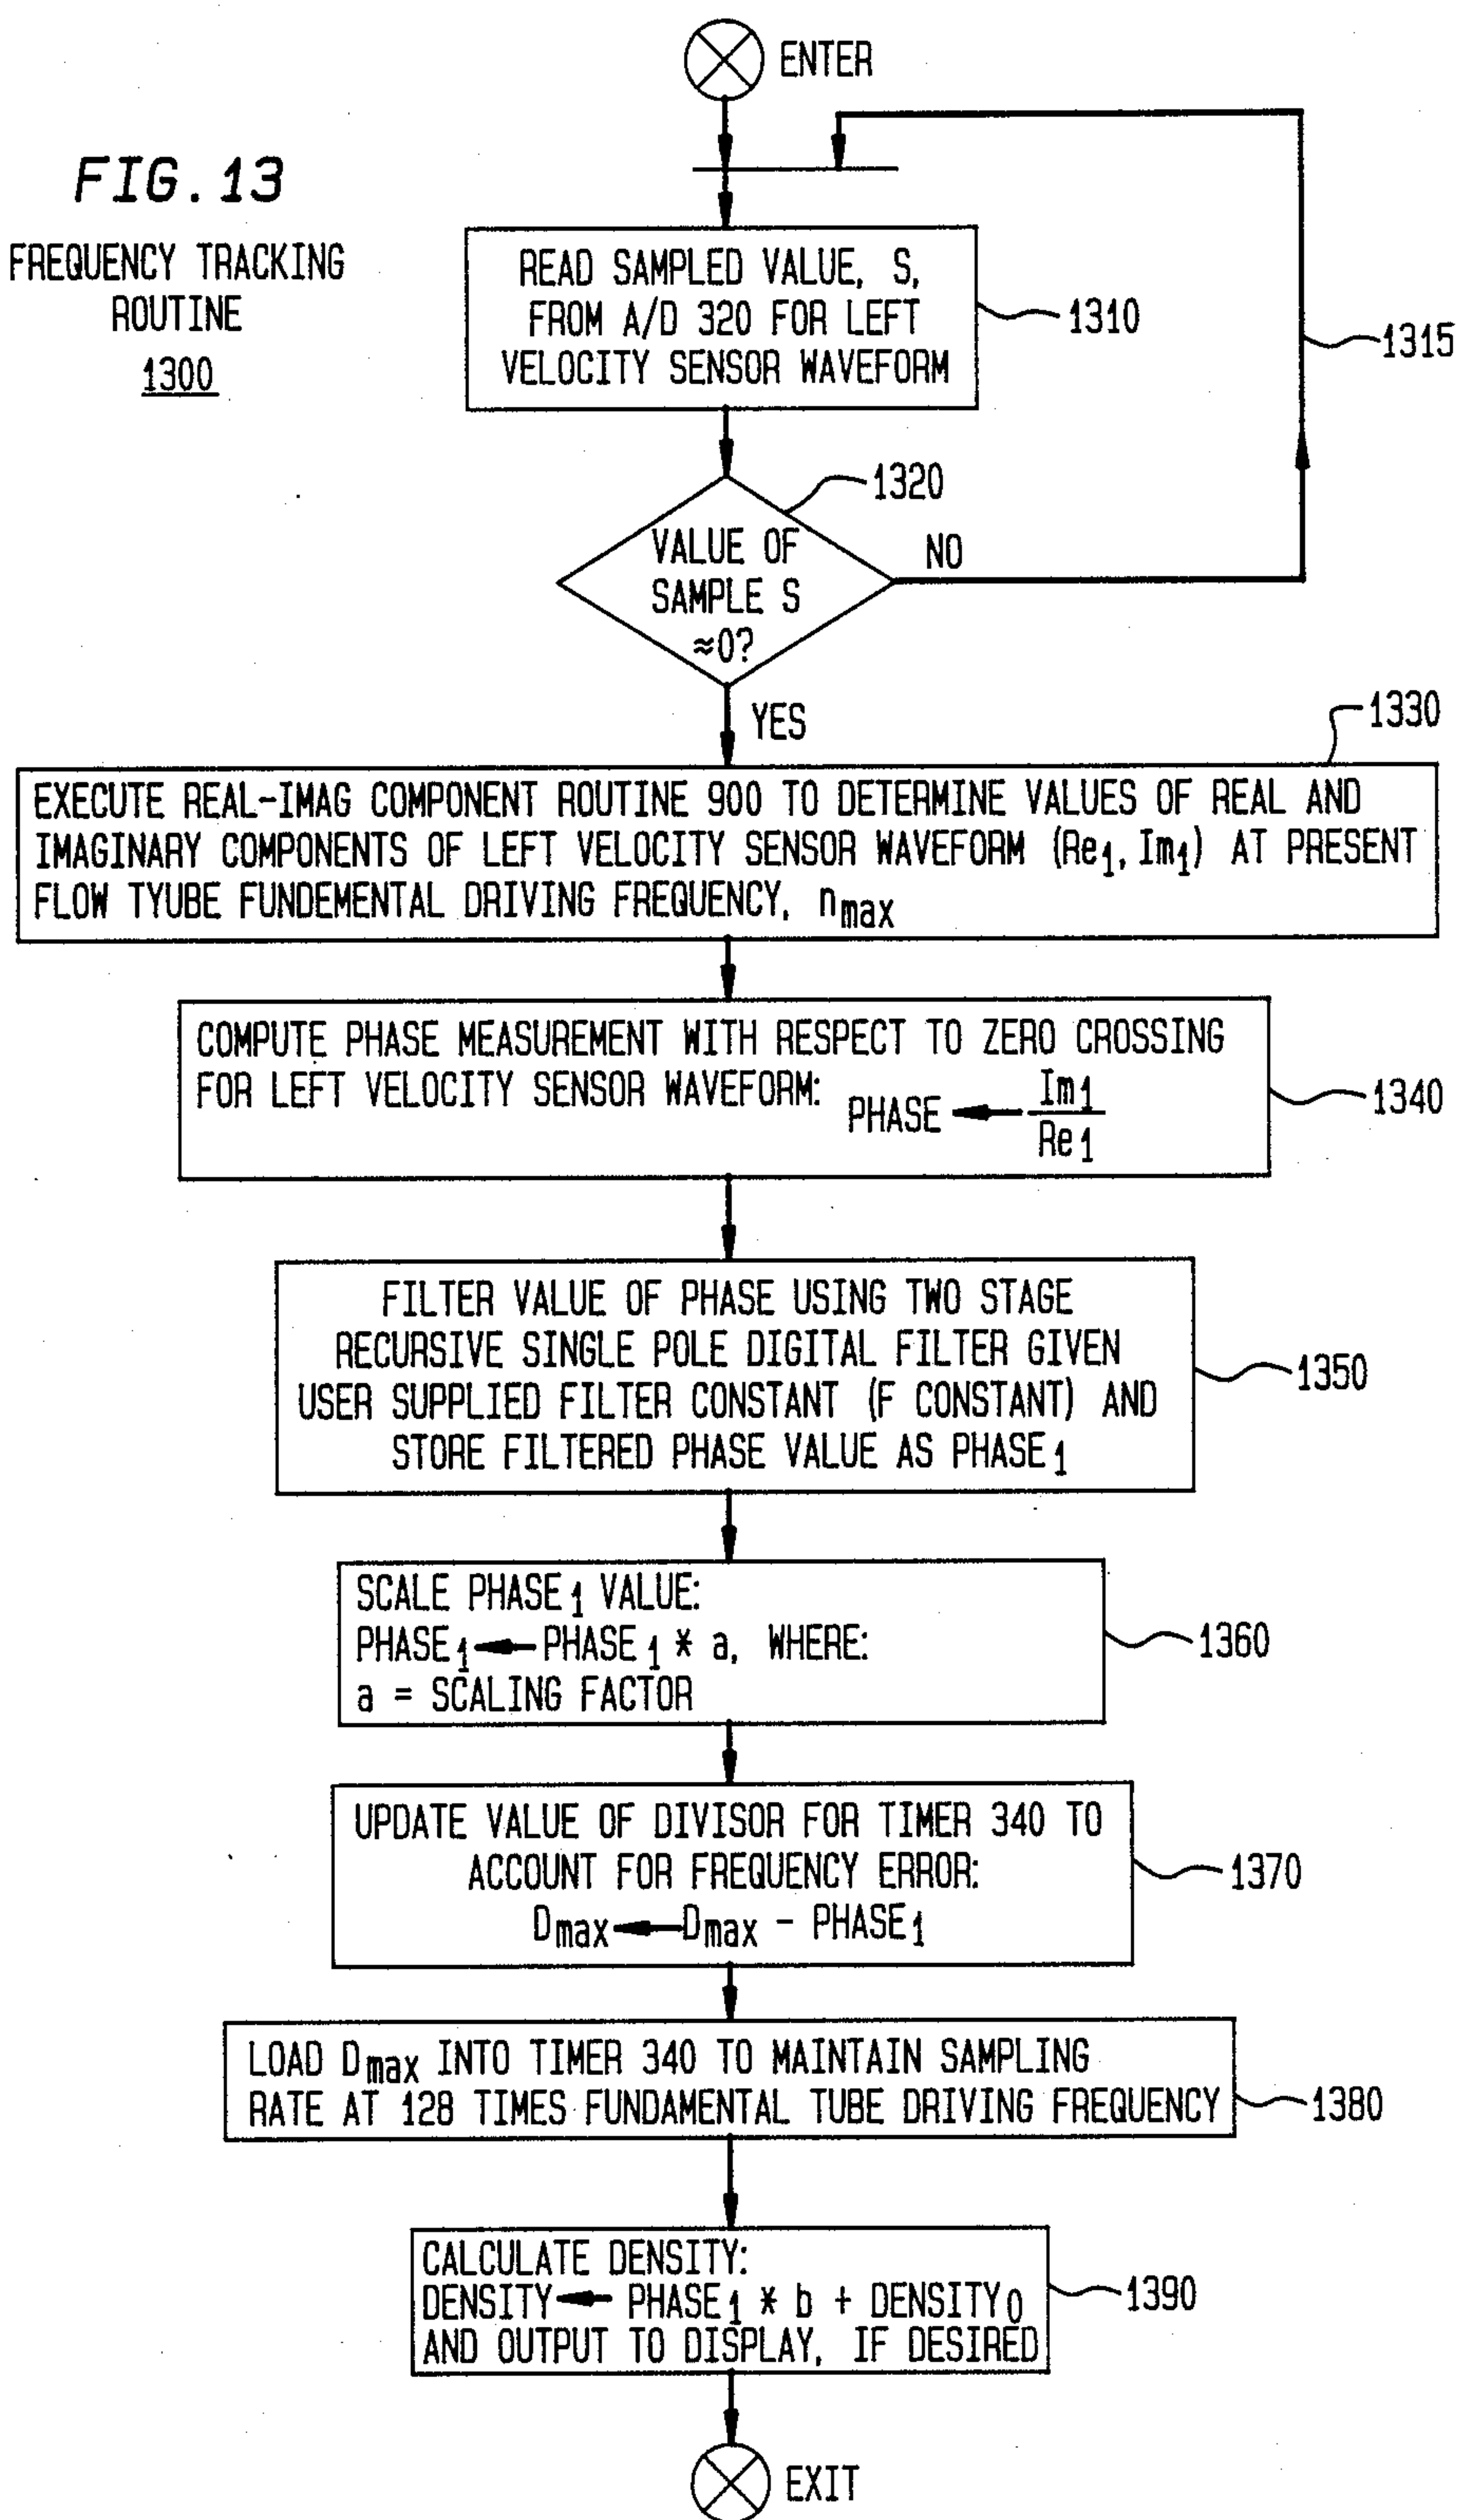 ENTER
FIG. 13
FREQUENCY TRACKING
ROUTINE
1300
READ SAMPLED VALUE, S,
FROM A/D 320 FOR LEFT
VELOCITY SENSOR WAVEFORM
1310
1315
1320
VALUE OF
SAMPLE S
≈0?
NO
YES
1330
EXECUTE REAL-IMAG COMPONENT ROUTINE 900 TO DETERMINE VALUES OF REAL AND
IMAGINARY COMPONENTS OF LEFT VELOCITY SENSOR WAVEFORM (Re1, Im1) AT PRESENT
FLOW TYUBE FUNDEMENTAL DRIVING FREQUENCY, nmax
COMPUTE PHASE MEASUREMENT WITH RESPECT TO ZERO CROSSING
FOR LEFT VELOCITY SENSOR WAVEFORM:
PHASE ← Im1 / Re1
1340
FILTER VALUE OF PHASE USING TWO STAGE
RECURSIVE SINGLE POLE DIGITAL FILTER GIVEN
USER SUPPLIED FILTER CONSTANT (F CONSTANT) AND
STORE FILTERED PHASE VALUE AS PHASE1
1350
SCALE PHASE1 VALUE:
PHASE1 ← PHASE1 * a, WHERE:
a = SCALING FACTOR
1360
UPDATE VALUE OF DIVISOR FOR TIMER 340 TO
ACCOUNT FOR FREQUENCY ERROR:
Dmax ← Dmax - PHASE1
1370
LOAD Dmax INTO TIMER 340 TO MAINTAIN SAMPLING
RATE AT 128 TIMES FUNDAMENTAL TUBE DRIVING FREQUENCY
1380
CALCULATE DENSITY:
DENSITY ← PHASE1 * b + DENSITY0
AND OUTPUT TO DISPLAY, IF DESIRED
1390
EXIT